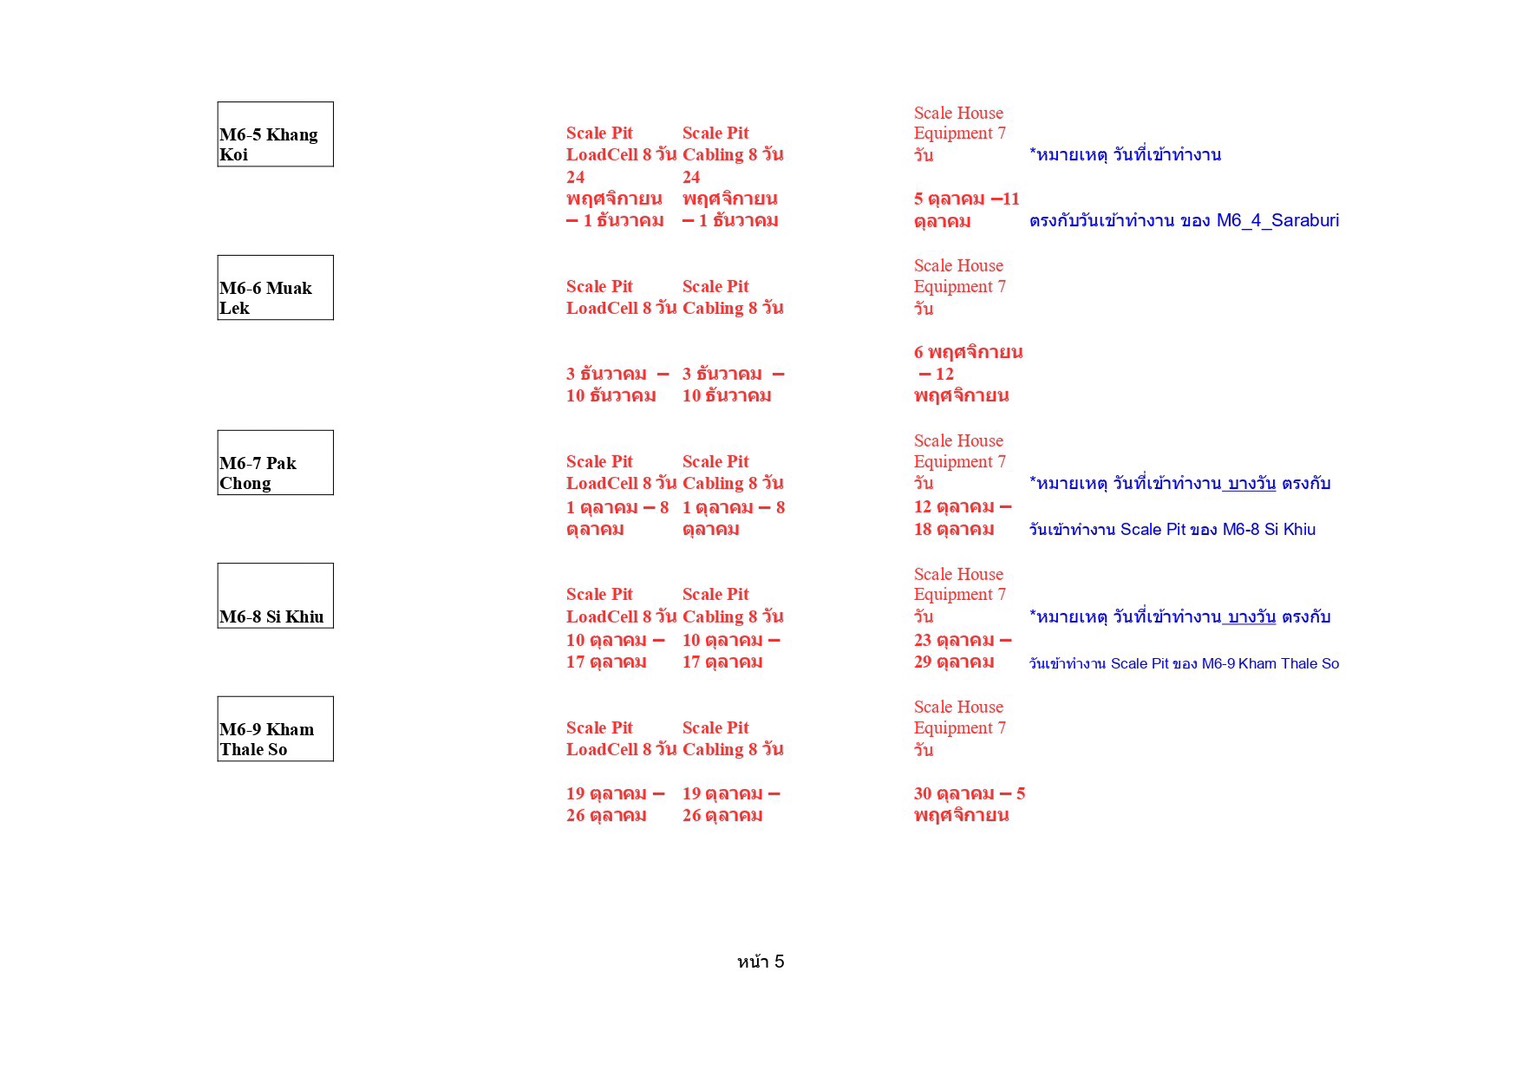 M6-5 Khang
Koi
Scale Pit
LoadCell 8 วัน
24
พฤศจิกายน
– 1 ธันวาคม
Scale Pit
Cabling 8 วัน
24
พฤศจิกายน
– 1 ธันวาคม
Scale House
Equipment 7
วัน
5 ตุลาคม –11
ตุลาคม
*หมายเหตุ วันที่เข้าทำงาน
ตรงกับวันเข้าทำงาน ของ M6_4_Saraburi
M6-6 Muak
Lek
Scale Pit
LoadCell 8 วัน
3 ธันวาคม –
10 ธันวาคม
Scale Pit
Cabling 8 วัน
3 ธันวาคม –
10 ธันวาคม
Scale House
Equipment 7
วัน
6 พฤศจิกายน
– 12
พฤศจิกายน
M6-7 Pak
Chong
Scale Pit
LoadCell 8 วัน
1 ตุลาคม – 8
ตุลาคม
Scale Pit
Cabling 8 วัน
1 ตุลาคม – 8
ตุลาคม
Scale House
Equipment 7
วัน
12 ตุลาคม –
18 ตุลาคม
*หมายเหตุ วันที่เข้าทำงาน บางวัน ตรงกับ
วันเข้าทำงาน Scale Pit ของ M6-8 Si Khiu
M6-8 Si Khiu
Scale Pit
LoadCell 8 วัน
10 ตุลาคม –
17 ตุลาคม
Scale Pit
Cabling 8 วัน
10 ตุลาคม –
17 ตุลาคม
Scale House
Equipment 7
วัน
23 ตุลาคม –
29 ตุลาคม
*หมายเหตุ วันที่เข้าทำงาน บางวัน ตรงกับ
วันเข้าทำงาน Scale Pit ของ M6-9 Kham Thale So
M6-9 Kham
Thale So
Scale Pit
LoadCell 8 วัน
19 ตุลาคม –
26 ตุลาคม
Scale Pit
Cabling 8 วัน
19 ตุลาคม –
26 ตุลาคม
Scale House
Equipment 7
วัน
30 ตุลาคม – 5
พฤศจิกายน
หน้า 5